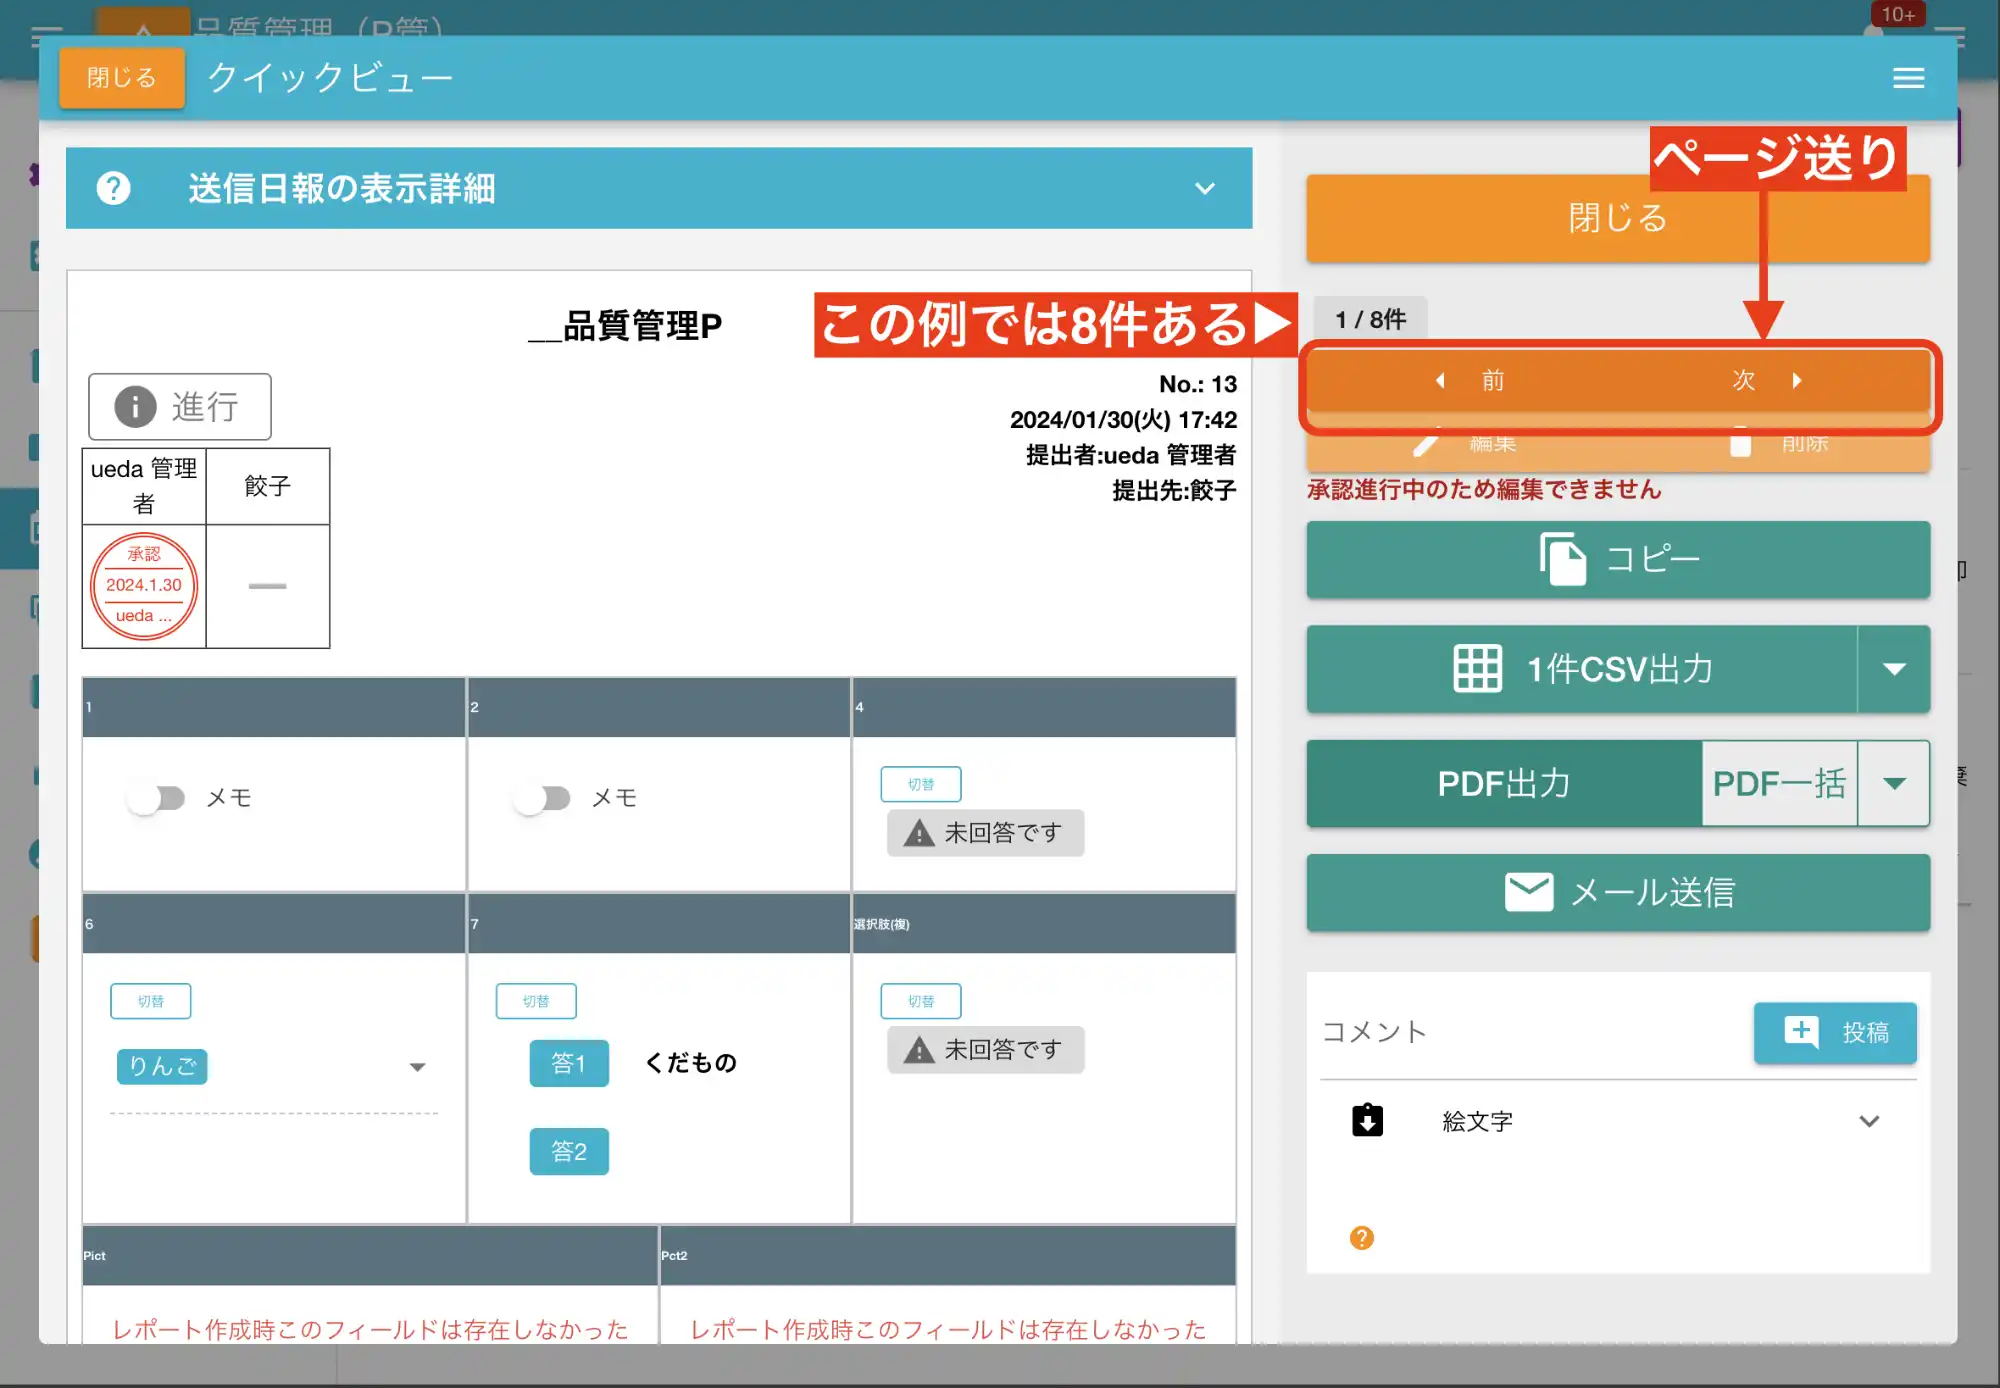 品質管理（P管）
10+
閉じる
クイックビュー
送信日報の表示詳細
ページ送り
閉じる
__品質管理P
この例では8件ある▶
1 / 8件
進行
No.: 13
2024/01/30(火) 17:42
提出者:ueda 管理者
提出先:餃子
前
次
編集
削除
承認進行中のため編集できません
ueda 管理
者
餃子
承認
2024.1.30
ueda ...
コピー
1件CSV出力
PDF出力
PDF一括
メール送信
1
2
4
メモ
メモ
切替
未回答です
6
7
選択肢(複)
切替
りんご
切替
答1
くだもの
答2
切替
未回答です
コメント
投稿
絵文字
Pict
Pct2
レポート作成時このフィールドは存在しなかった
レポート作成時このフィールドは存在しなかった